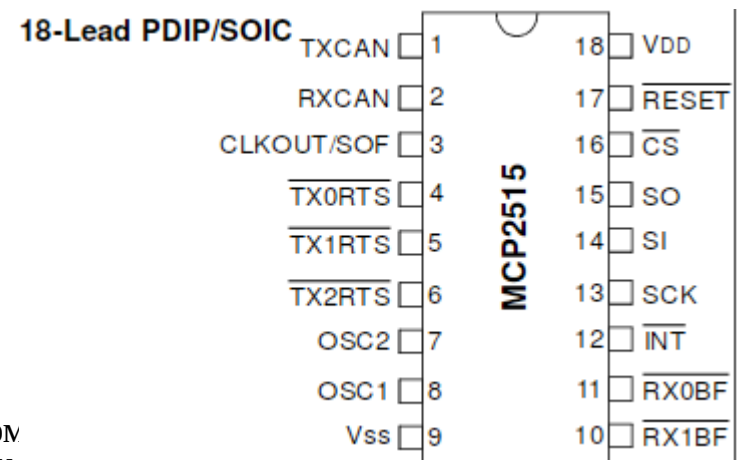 18-Lead PDIP/SOIC
TXCAN 1 18 VDD
RXCAN 2 17 RESET
CLKOUT/SOF 3 16 CS
TX0RTS 4 15 SO
TX1RTS 5 14 SI
TX2RTS 6 13 SCK
OSC2 7 12 INT
OSC1 8 11 RX0BF
Vss 9 10 RX1BF
MCP2515